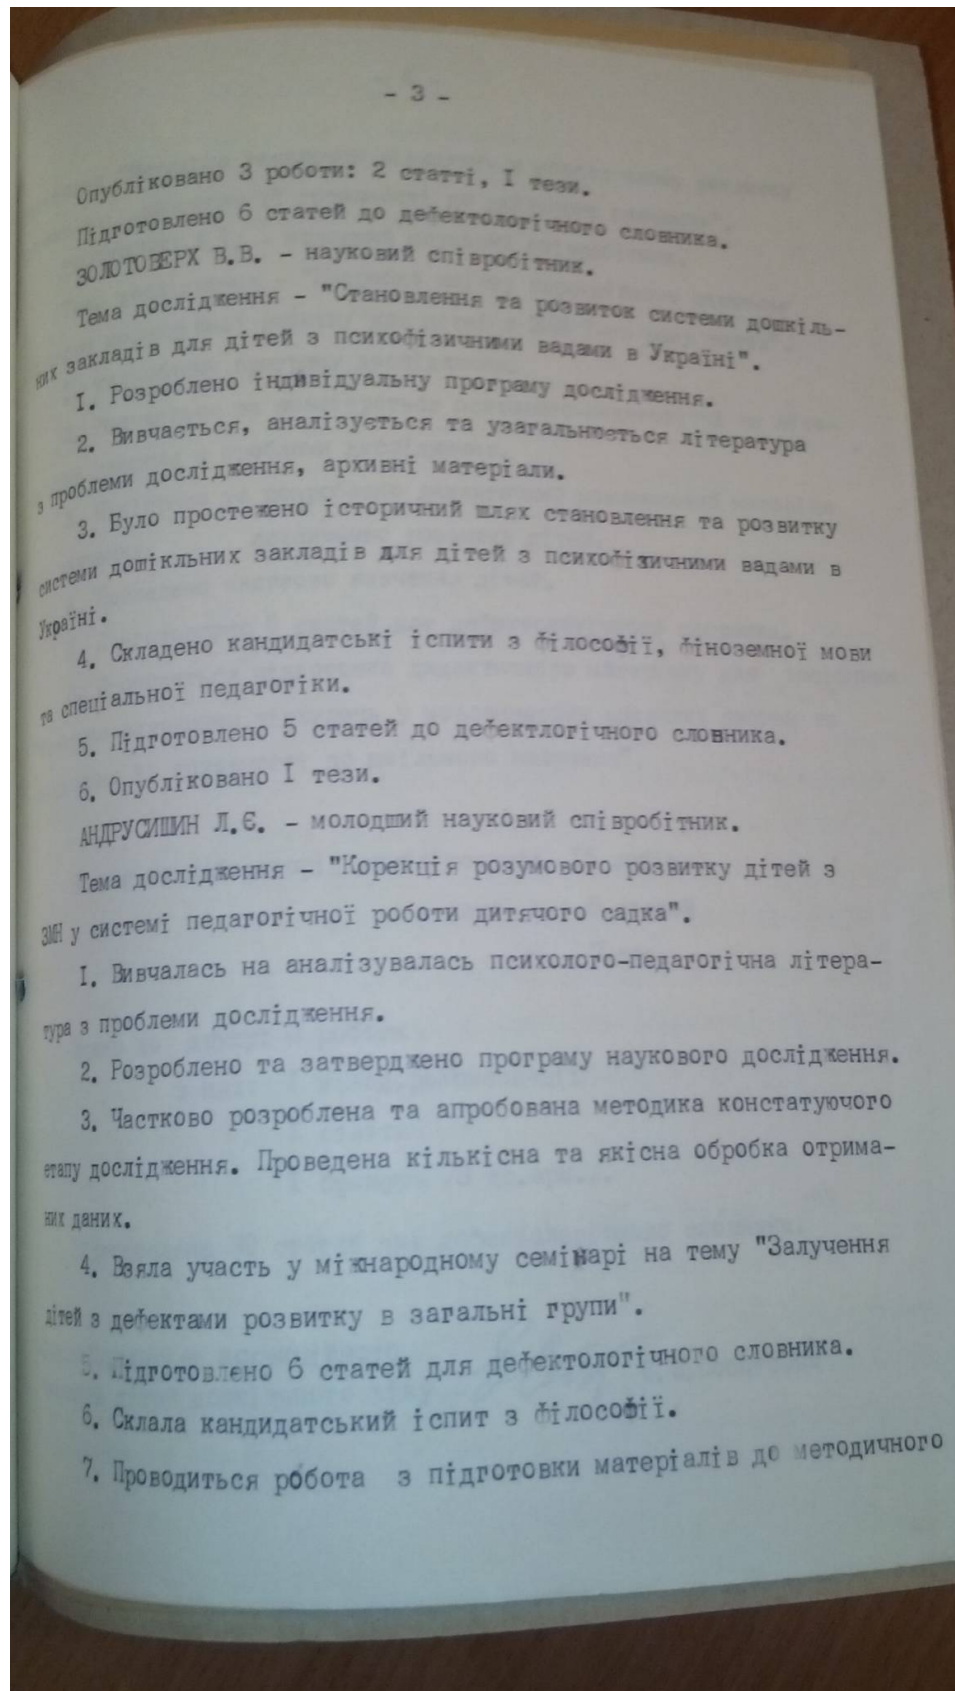 - 3 -
Опубліковано 3 роботи: 2 статті, І тези.
Підготовлено 6 статей до дефектологічного словника.
ЗОЛОТОВЕРХ В.В. - науковий співробітник.
Тема дослідження - "Становлення та розвиток системи дошкіль-
них закладів для дітей з психофізичними вадами в Україні".
І. Розроблено індивідуальну програму дослідження.
2. Вивчається, аналізується та узагальнюється література
з проблеми дослідження, архивні матеріали.
3. Було простежено історичний шлях становлення та розвитку
системи дошікльних закладів для дітей з психофізичними вадами в
Україні.
4. Складено кандидатські іспити з філософії, фіноземної мови
та спеціальної педагогіки.
5. Підготовлено 5 статей до дефектлогічного словника.
6. Опубліковано І тези.
АНДРУСИШИН Л.Є. - молодший науковий співробітник.
Тема дослідження - "Корекція розумового розвитку дітей з
ЗМН у системі педагогічної роботи дитячого садка".
І. Вивчалась на аналізувалась психолого-педагогічна літера-
тура з проблеми дослідження.
2. Розроблено та затверджено програму наукового дослідження.
3. Частково розроблена та апробована методика констатуючого
етапу дослідження. Проведена кількісна та якісна обробка отрима-
них даних.
4. Взяла участь у міжнародному семінарі на тему "Залучення
дітей з дефектами розвитку в загальні групи".
5. Підготовлено 6 статей для дефектологічного словника.
6. Склала кандидатський іспит з філософії.
7. Проводиться робота з підготовки матеріалів до методичного